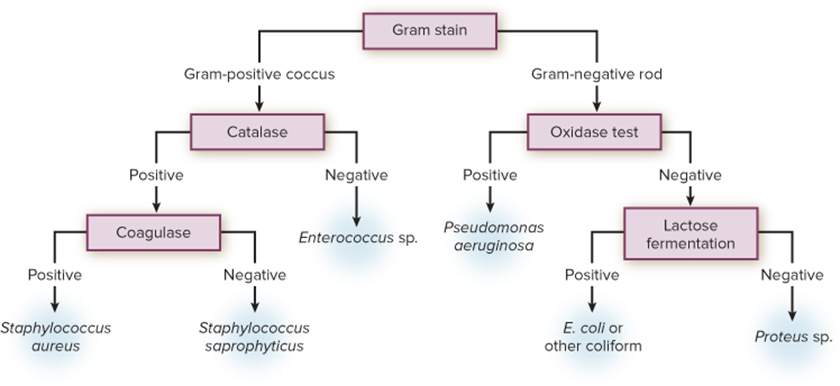 Gram stain
Gram-positive coccus
Gram-negative rod
Catalase
Oxidase test
Positive
Negative
Positive
Negative
Coagulase
Enterococcus sp.
Pseudomonas
aeruginosa
Lactose
fermentation
Positive
Negative
Positive
Negative
Staphylococcus
aureus
Staphylococcus
saprophyticus
E. coli or
other coliform
Proteus sp.